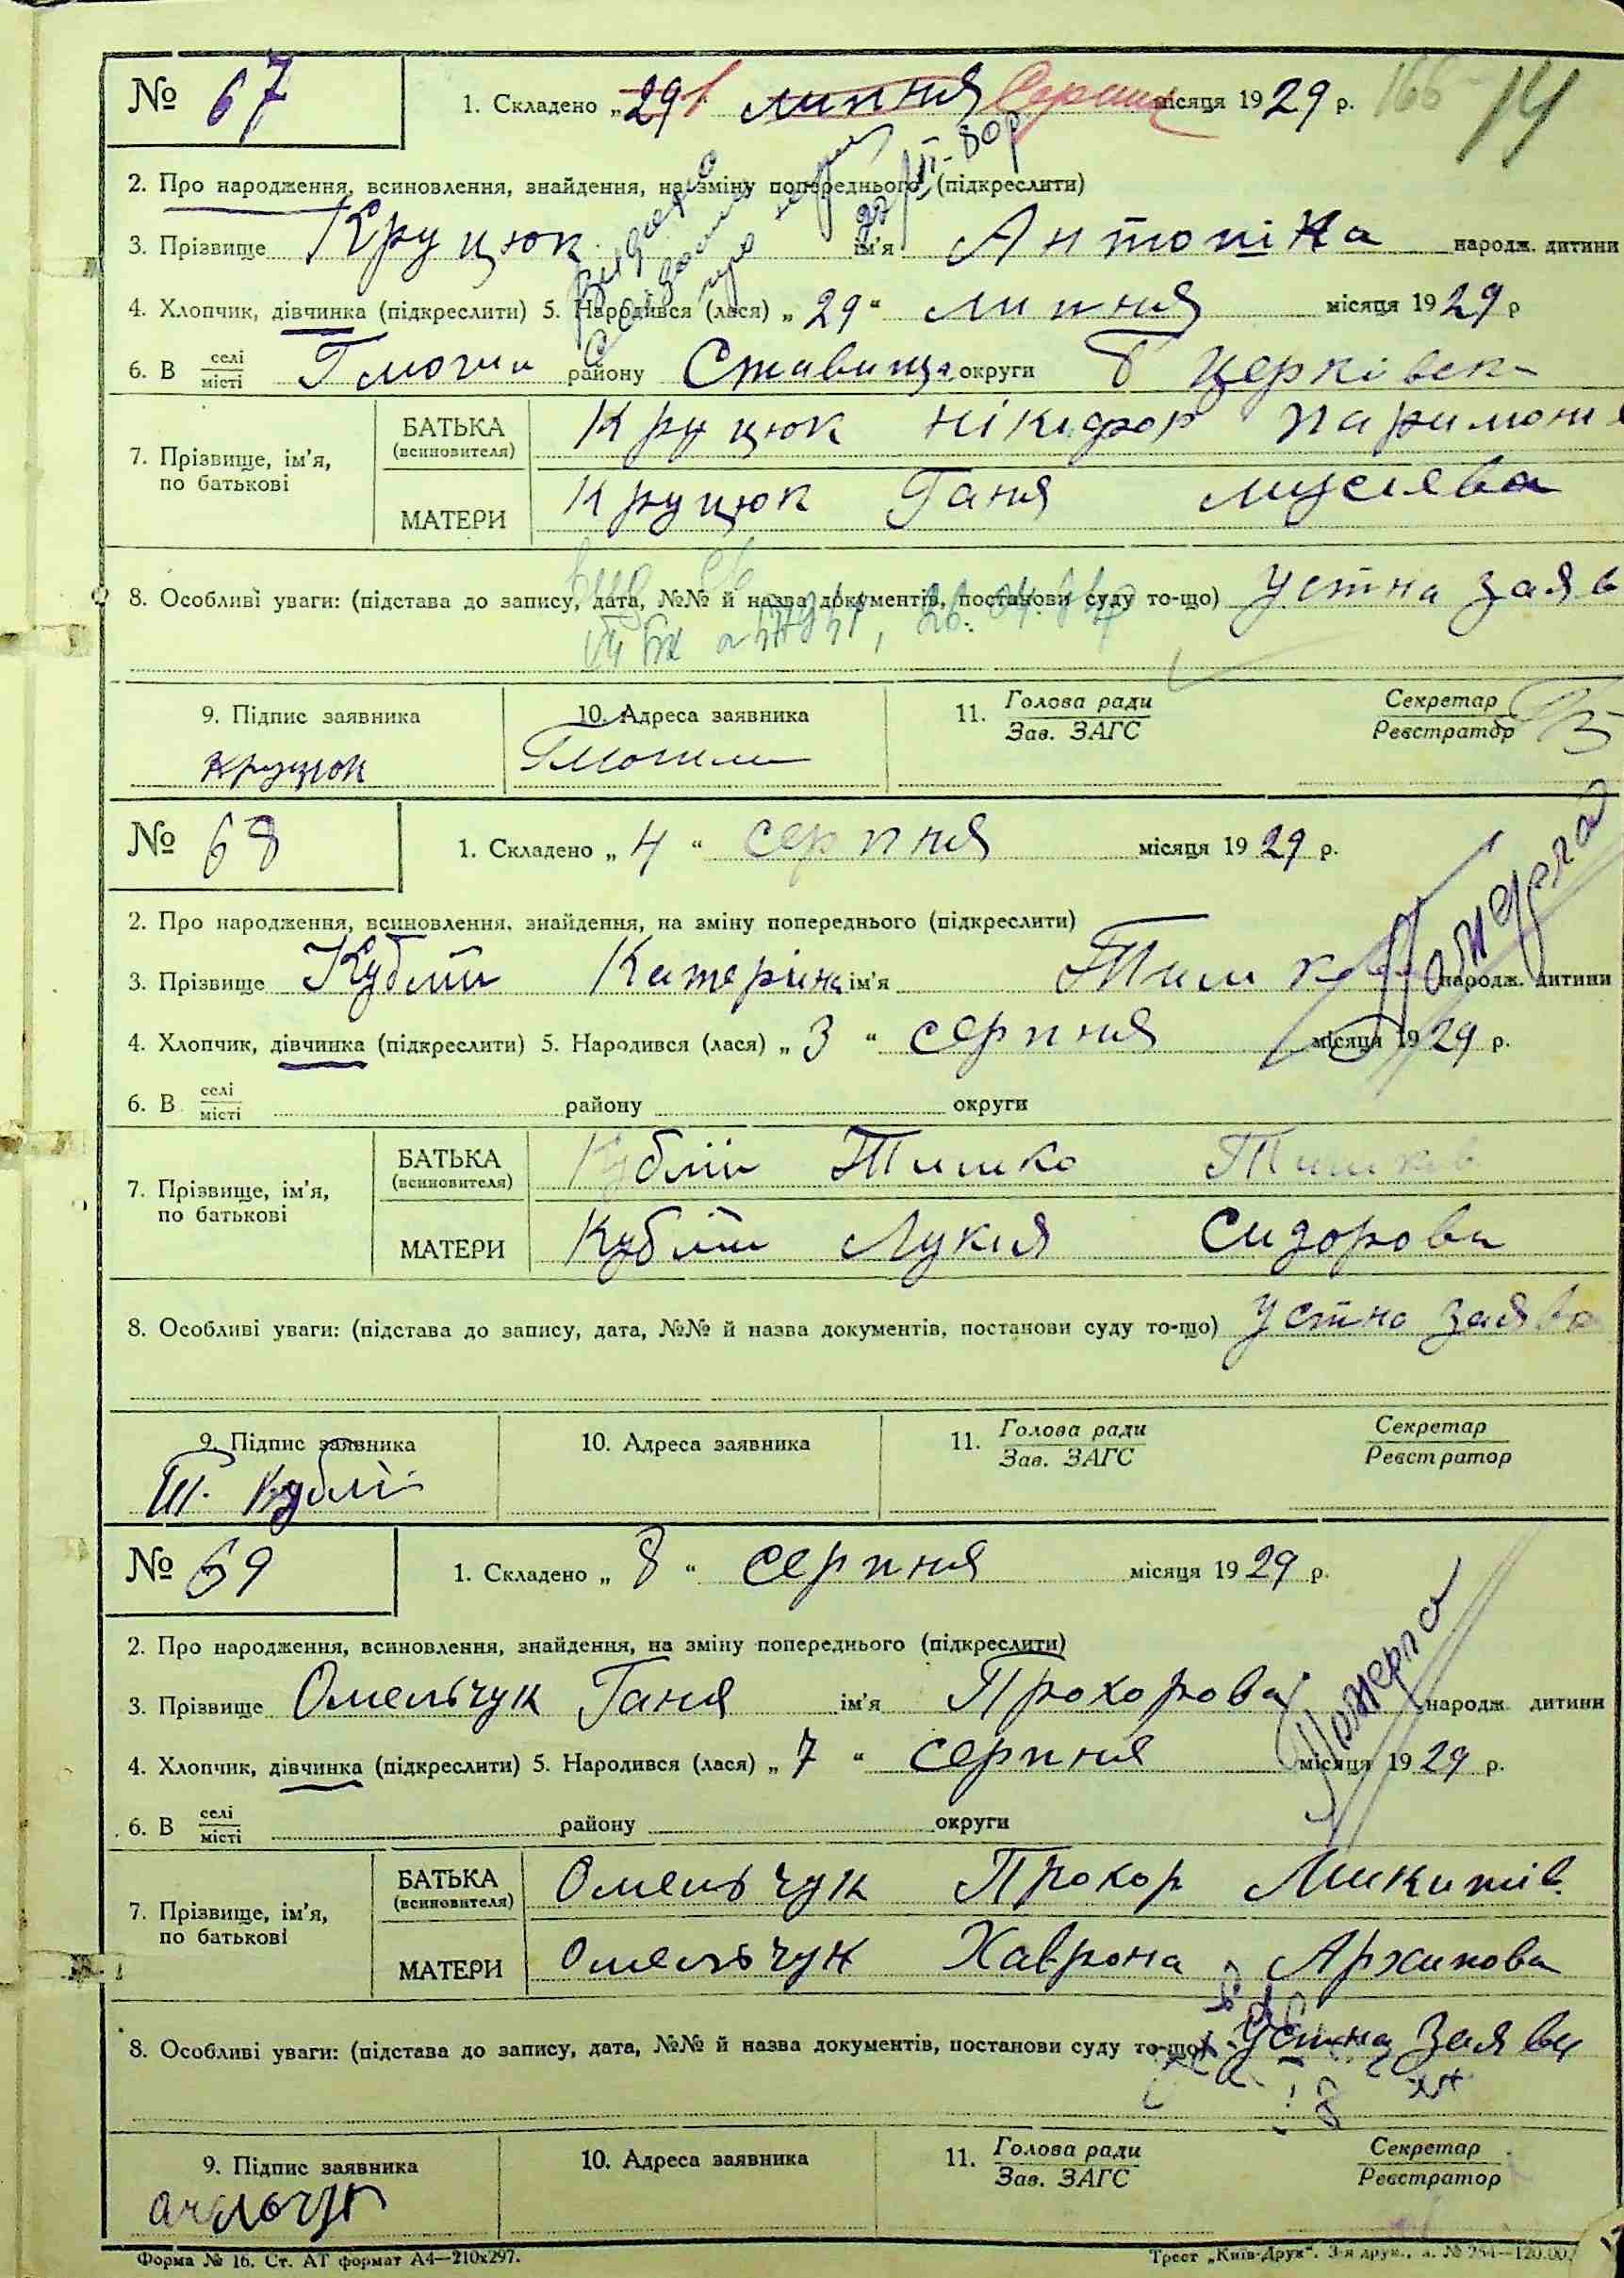 № 67 1. Складено „29 1“ липня Серпня місяця 1929 р. 166 14
2. Про народження, всиновлення, знайдення, на зміну попереднього (підкреслити)
3. Прізвище Круцюк ім'я Антопіка народж. дитини
4. Хлопчик, дівчинка (підкреслити) 5. Народився (лася) „29“ липня місяця 1929 р
6. В селі/місті район у Ставища округи Б Церківськ
7. Прізвище, ім'я, по батькові БАТЬКА (всиновителя) Круцюк Нікіфор
МАТЕРИ Круцюк Ганя
8. Особливі уваги: (підстава до запису, дата, №№ й назва документів, постанови суду то-що) Устна заяв
9. Підпис заявника 10. Адреса заявника 11. Голова ради Секретар
Зав. ЗАГС Реєстратор
Круцюк
№ 68 1. Складено „4“ серпня місяця 1929 р.
2. Про народження, всиновлення, знайдення, на зміну попереднього (підкреслити)
3. Прізвище Кублій Катеріна ім'я народж. дитини
4. Хлопчик, дівчинка (підкреслити) 5. Народився (лася) „3“ серпня місяця 1929 р.
6. В селі/місті району округи
7. Прізвище, ім'я, по батькові БАТЬКА (всиновителя) Кублій Тимко Тимков
МАТЕРИ Кублій Лукія Сидорова
8. Особливі уваги: (підстава до запису, дата, №№ й назва документів, постанови суду то-що) Устна заява
9. Підпис заявника 10. Адреса заявника 11. Голова ради Секретар
Зав. ЗАГС Реєстратор
Т. Кублій
№ 69 1. Складено „8“ серпня місяця 1929 р.
2. Про народження, всиновлення, знайдення, на зміну попереднього (підкреслити)
3. Прізвище Омельчук Ганя ім'я Прохорова народж. дитини
4. Хлопчик, дівчинка (підкреслити) 5. Народився (лася) „7“ серпня місяця 1929 р.
6. В селі/місті району округи
7. Прізвище, ім'я, по батькові БАТЬКА (всиновителя) Омельчук Прохор Микитів
МАТЕРИ Омельчук Хаврона Архипова
8. Особливі уваги: (підстава до запису, дата, №№ й назва документів, постанови суду то-що) Устна заява
9. Підпис заявника 10. Адреса заявника 11. Голова ради Секретар
Зав. ЗАГС Реєстратор
Форма № 16. Ст. АТ формат А4—210х297. Трест „Київ-Друк“. 3-я друк.,